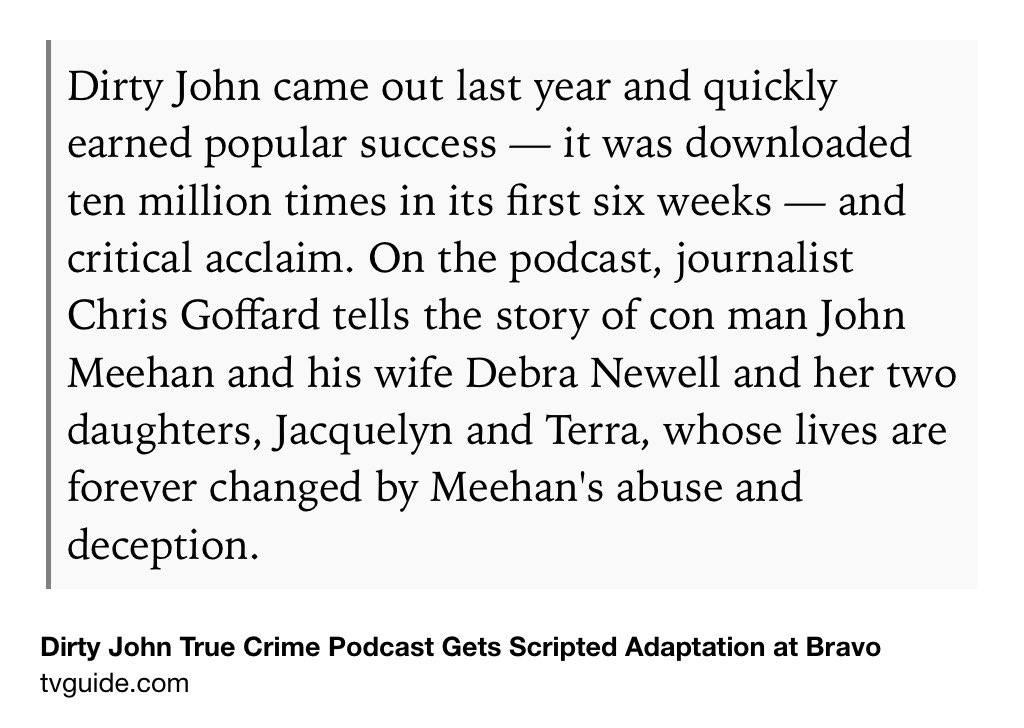 Dirty John came out last year and quickly
earned popular success — it was downloaded
ten million times in its first six weeks — and
critical acclaim. On the podcast, journalist
Chris Goffard tells the story of con man John
Meehan and his wife Debra Newell and her two
daughters, Jacquelyn and Terra, whose lives are
forever changed by Meehan's abuse and
deception.
Dirty John True Crime Podcast Gets Scripted Adaptation at Bravo
tvguide.com